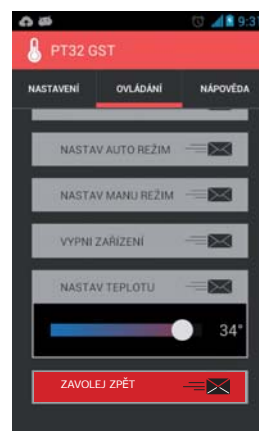 9:31
PT32 GST
NASTAVENÍ OVLÁDÁNÍ NÁPOVĚDA
NASTAV AUTO REŽIM
NASTAV MANU REŽIM
VYPNI ZAŘÍZENÍ
NASTAV TEPLOTU
34°
ZAVOLEJ ZPĚT